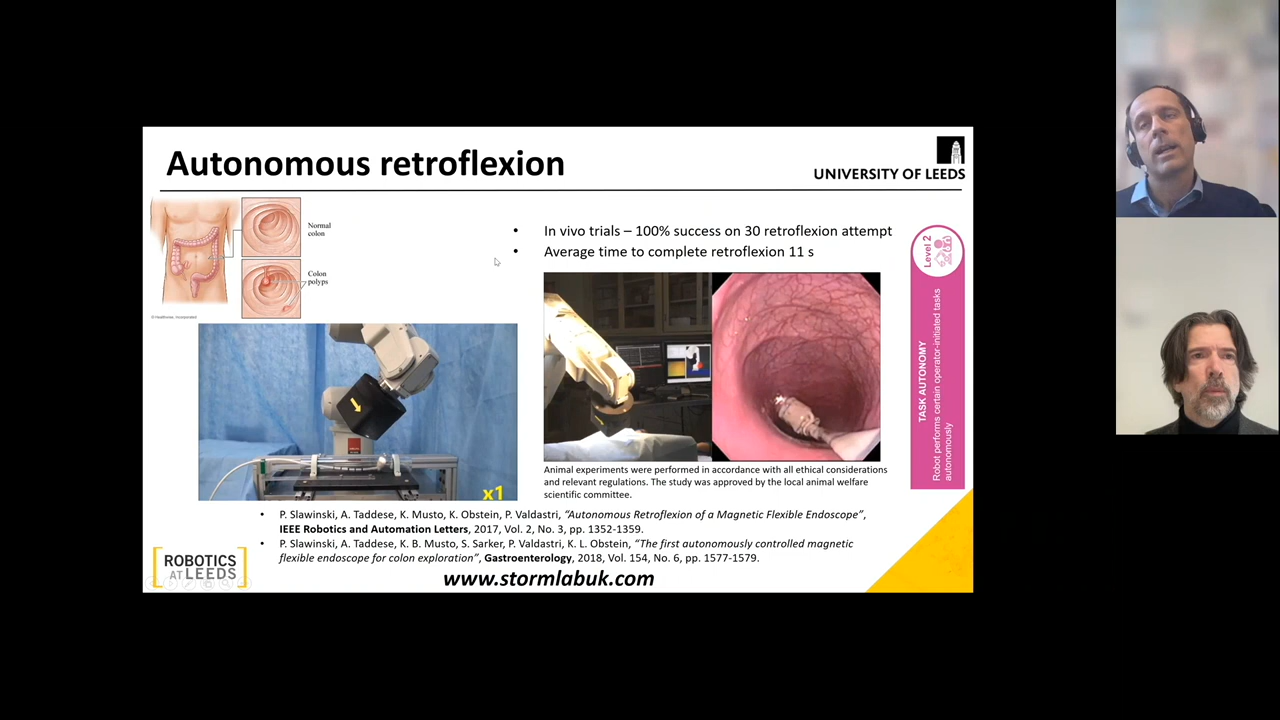 Autonomous retroflexion
UNIVERSITY OF LEEDS
Normal
colon
Colon
polyps
• In vivo trials – 100% success on 30 retroflexion attempt
• Average time to complete retroflexion 11 s
Level 2
TASK AUTONOMY
Robot performs certain operator-initiated tasks
autonomously
x1
Animal experiments were performed in accordance with all ethical considerations
and relevant regulations. The study was approved by the local animal welfare
scientific committee.
• P. Slawinski, A. Taddese, K. Musto, K. Obstein, P. Valdastri, “Autonomous Retroflexion of a Magnetic Flexible Endoscope”,
IEEE Robotics and Automation Letters, 2017, Vol. 2, No. 3, pp. 1352-1359.
• P. Slawinski, A. Taddese, K. B. Musto, S. Sarker, P. Valdastri, K. L. Obstein, “The first autonomously controlled magnetic
flexible endoscope for colon exploration”, Gastroenterology, 2018, Vol. 154, No. 6, pp. 1577-1579.
ROBOTICS
AT LEEDS
www.stormlabuk.com